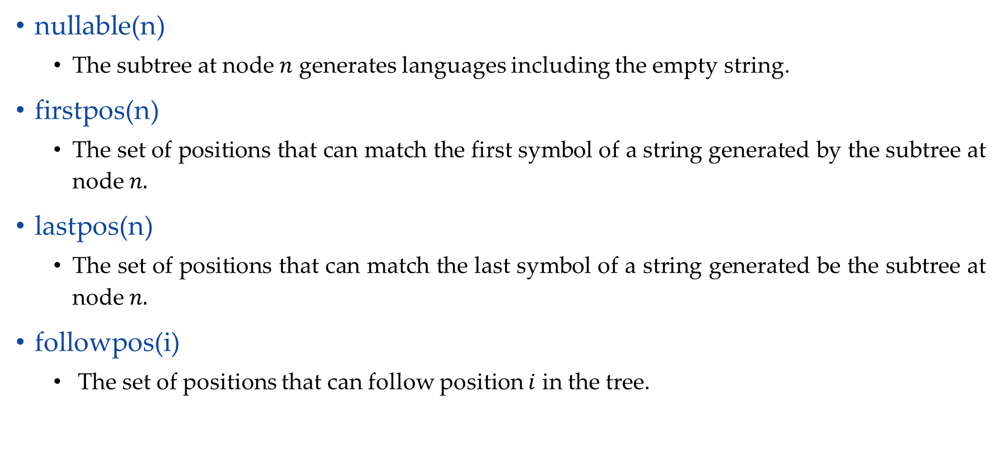 • nullable(n)
• The subtree at node n generates languages including the empty string.
• firstpos(n)
• The set of positions that can match the first symbol of a string generated by the subtree at
node n.
• lastpos(n)
• The set of positions that can match the last symbol of a string generated be the subtree at
node n.
• followpos(i)
• The set of positions that can follow position i in the tree.